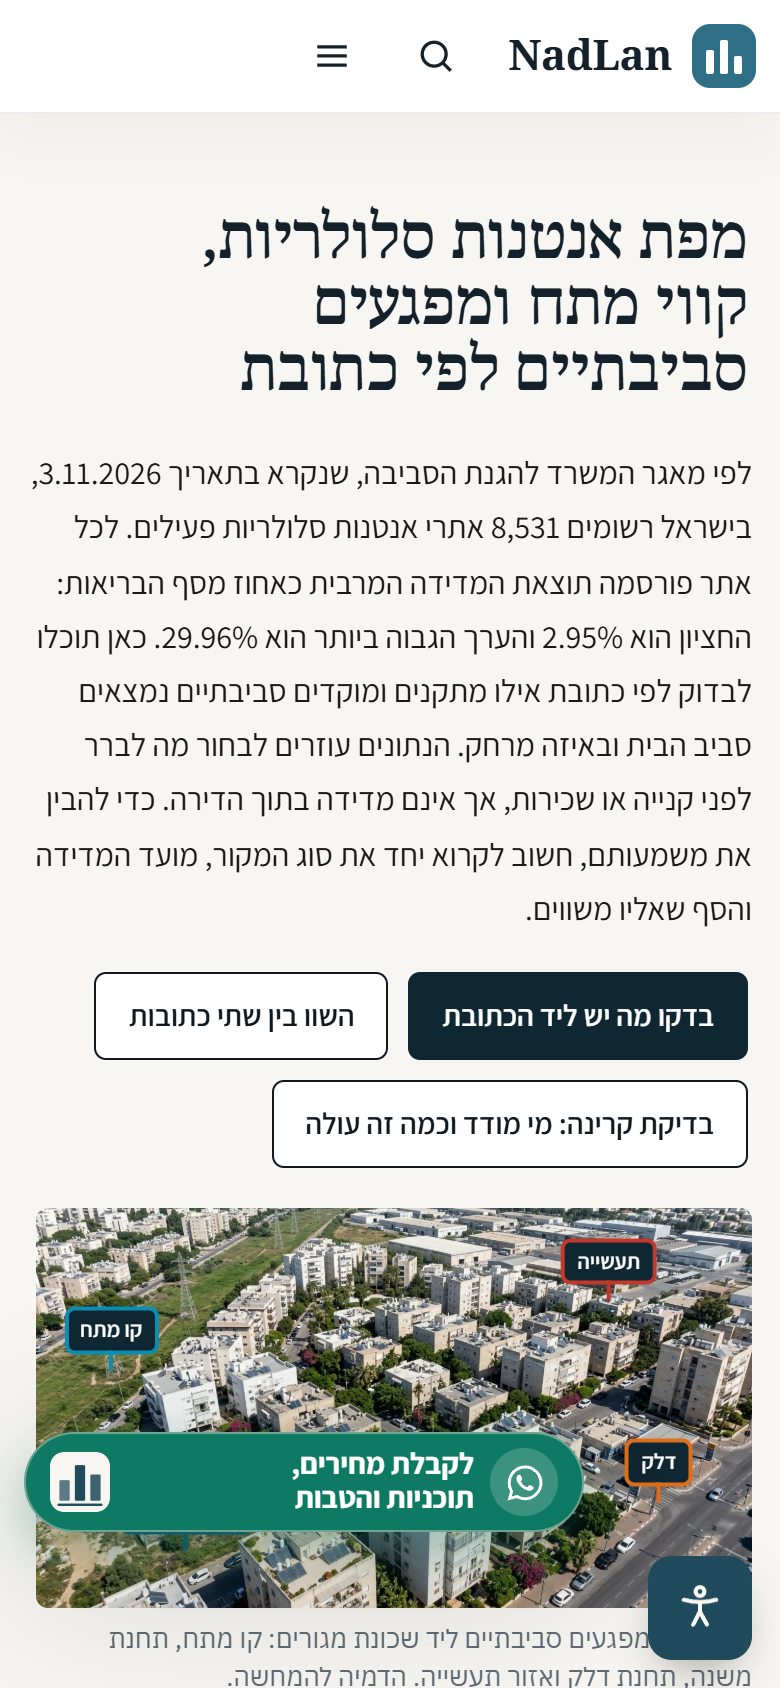 NadLan
מפת אנטנות סלולריות,
קווי מתח ומפגעים
סביבתיים לפי כתובת
לפי מאגר המשרד להגנת הסביבה, שנקרא בתאריך 3.11.2026,
בישראל רשומים 8,531 אתרי אנטנות סלולריות פעילים. לכל
אתר פורסמה תוצאת המדידה המרבית כאחוז מסף הבריאות:
החציון הוא 2.95% והערך הגבוה ביותר הוא 29.96%. כאן תוכלו
לבדוק לפי כתובת אילו מתקנים ומוקדים סביבתיים נמצאים
סביב הבית ובאיזה מרחק. הנתונים עוזרים לבחור מה לברר
לפני קנייה או שכירות, אך אינם מדידה בתוך הדירה. כדי להבין
את משמעותם, חשוב לקרוא יחד את סוג המקור, מועד המדידה
והסף שאליו משווים.
בדקו מה יש ליד הכתובת
השוו בין שתי כתובות
בדיקת קרינה: מי מודד וכמה זה עולה
תעשייה
קו מתח
דלק
לקבלת מחירים,
תוכניות והטבות
מפגעים סביבתיים ליד שכונת מגורים: קו מתח, תחנת
משנה, תחנת דלק ואזור תעשייה. הדמיה להמחשה.